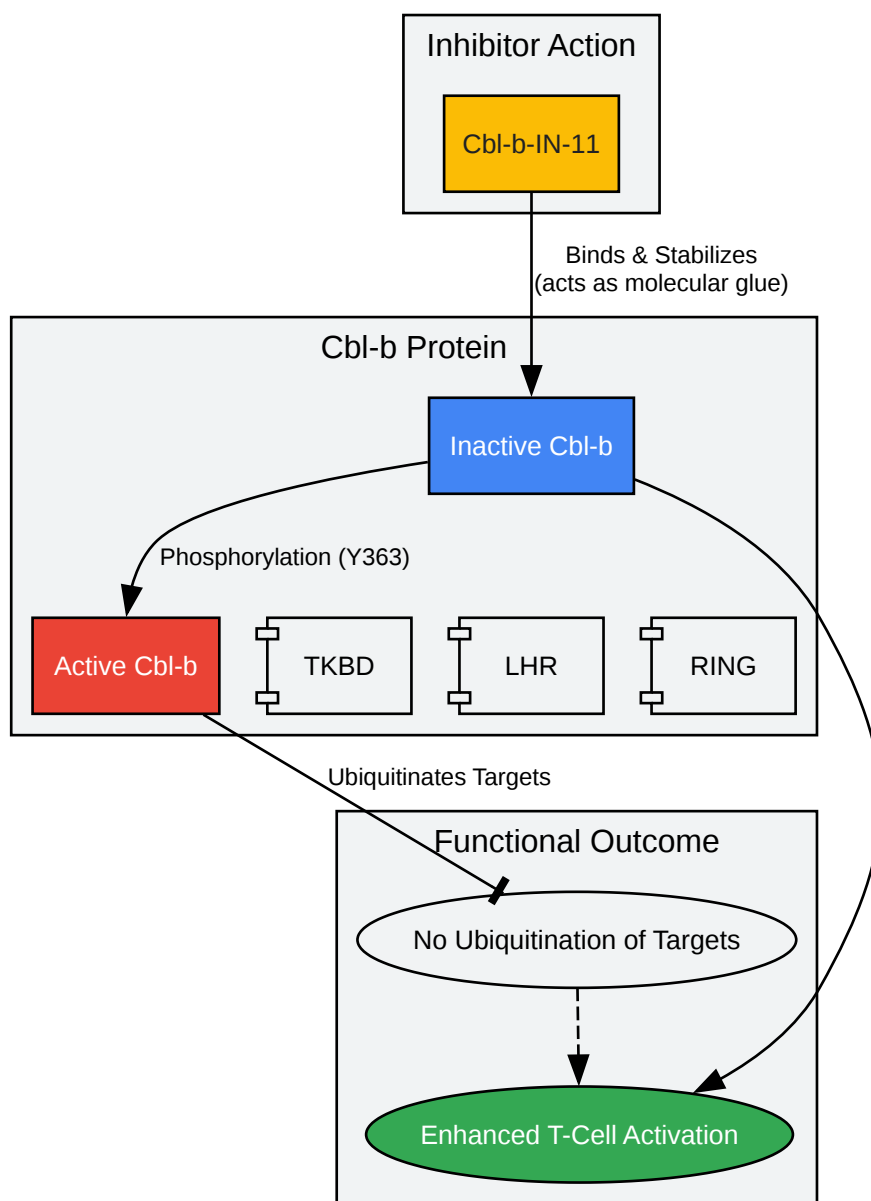 Inhibitor Action
Cbl-b-IN-11
Binds & Stabilizes
(acts as molecular glue)
Cbl-b Protein
Inactive Cbl-b
Phosphorylation (Y363)
Active Cbl-b
TKBD
LHR
RING
Ubiquitinates Targets
Functional Outcome
No Ubiquitination of Targets
Enhanced T-Cell Activation